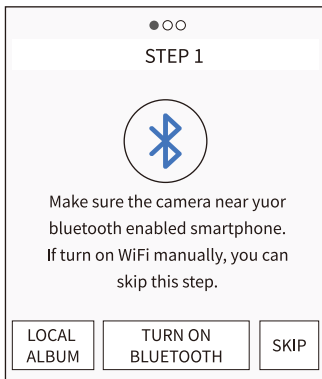 STEP 1
Make sure the camera near yuor
bluetooth enabled smartphone.
If turn on WiFi manually, you can
skip this step.
LOCAL
ALBUM
TURN ON
BLUETOOTH
SKIP